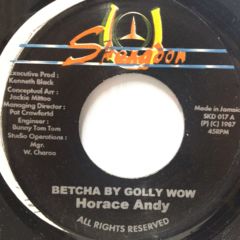 Shengdon
Executive Prod :
Kenneth Black
Conceptual Arr :
Jackie Mittoo
Managing Director :
Pat Crawford
Engineer :
Bunny Tom Tom
Studio Operations :
Mgr.
W. Charoo
Made in Jamaica
SKD 017 A
(P) (C) 1987
45RPM
BETCHA BY GOLLY WOW
Horace Andy
ALL RIGHTS RESERVED